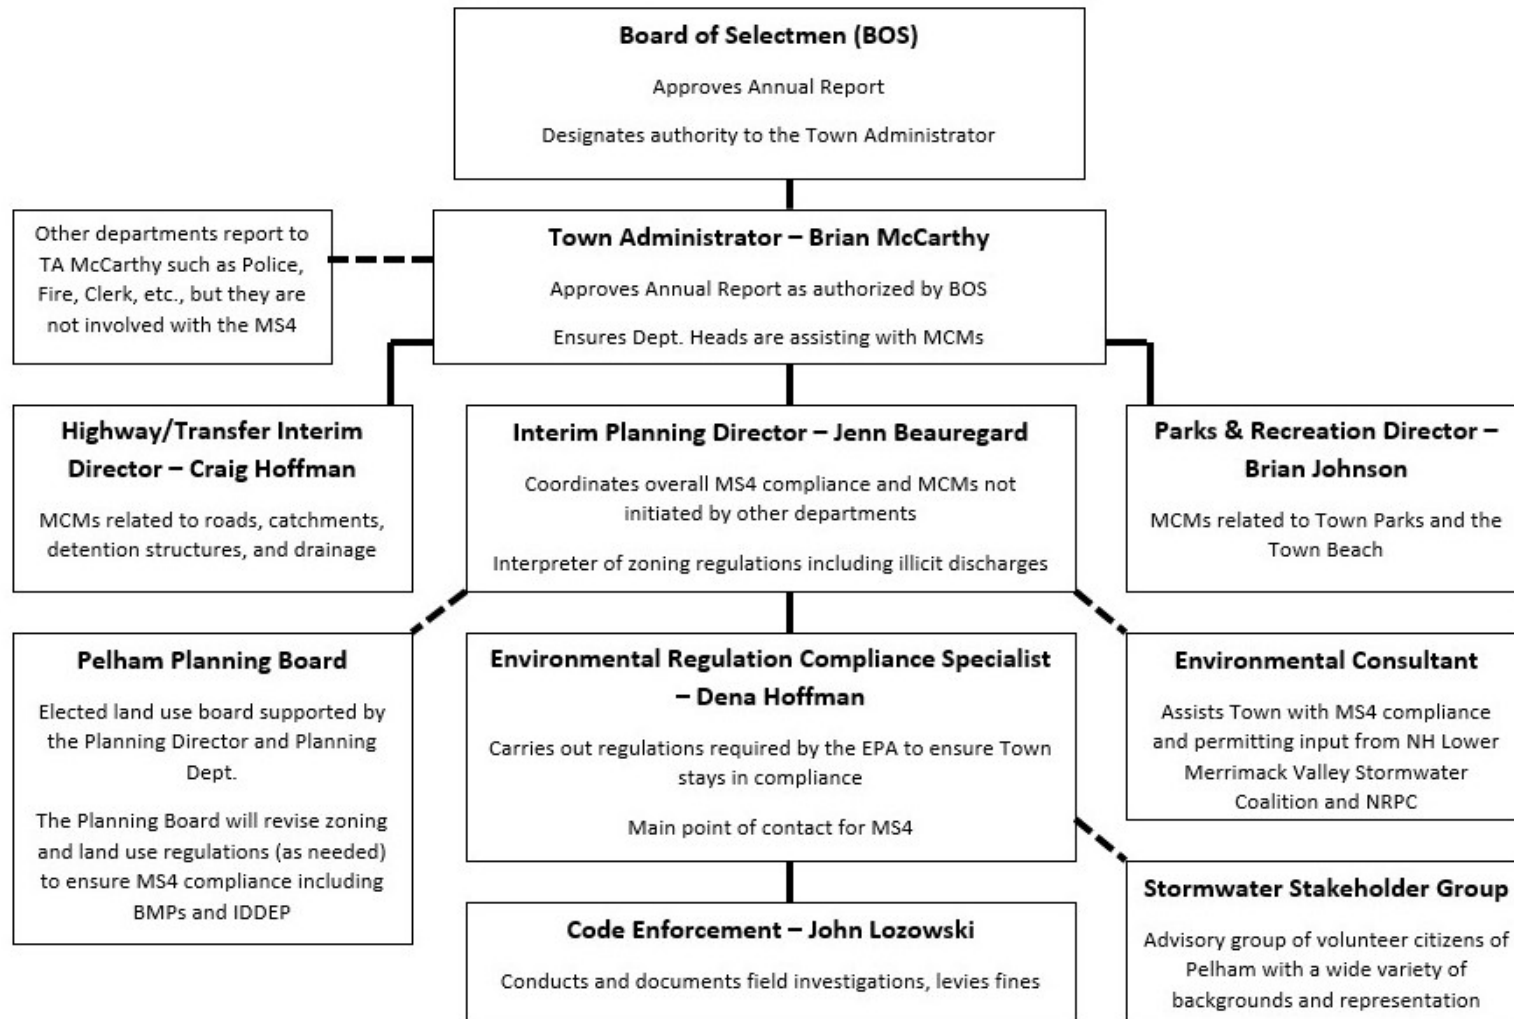 Board of Selectmen (BOS)
Approves Annual Report
Designates authority to the Town Administrator
Other departments report to
TA McCarthy such as Police,
Fire, Clerk, etc., but they are
not involved with the MS4
Town Administrator – Brian McCarthy
Approves Annual Report as authorized by BOS
Ensures Dept. Heads are assisting with MCMs
Highway/Transfer Interim
Director – Craig Hoffman
MCMs related to roads, catchments,
detention structures, and drainage
Interim Planning Director – Jenn Beauregard
Coordinates overall MS4 compliance and MCMs not
initiated by other departments
Interpreter of zoning regulations including illicit discharges
Parks & Recreation Director –
Brian Johnson
MCMs related to Town Parks and the
Town Beach
Pelham Planning Board
Elected land use board supported by
the Planning Director and Planning
Dept.
The Planning Board will revise zoning
and land use regulations (as needed)
to ensure MS4 compliance including
BMPs and IDDEP
Environmental Regulation Compliance Specialist
– Dena Hoffman
Carries out regulations required by the EPA to ensure Town
stays in compliance
Main point of contact for MS4
Environmental Consultant
Assists Town with MS4 compliance
and permitting input from NH Lower
Merrimack Valley Stormwater
Coalition and NRPC
Code Enforcement – John Lozowski
Conducts and documents field investigations, levies fines
Stormwater Stakeholder Group
Advisory group of volunteer citizens of
Pelham with a wide variety of
backgrounds and representation